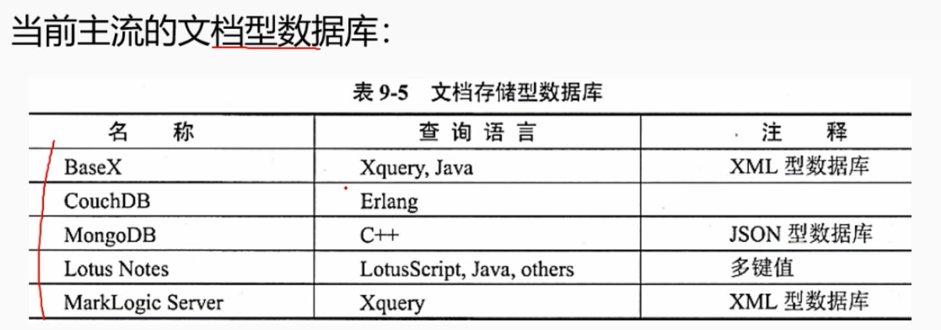 当前主流的文档型数据库：
表 9-5 文档存储型数据库
名 称 查 询 语 言 注 释
BaseX Xquery, Java XML 型数据库
CouchDB Erlang
MongoDB C++ JSON 型数据库
Lotus Notes LotusScript, Java, others 多键值
MarkLogic Server Xquery XML 型数据库